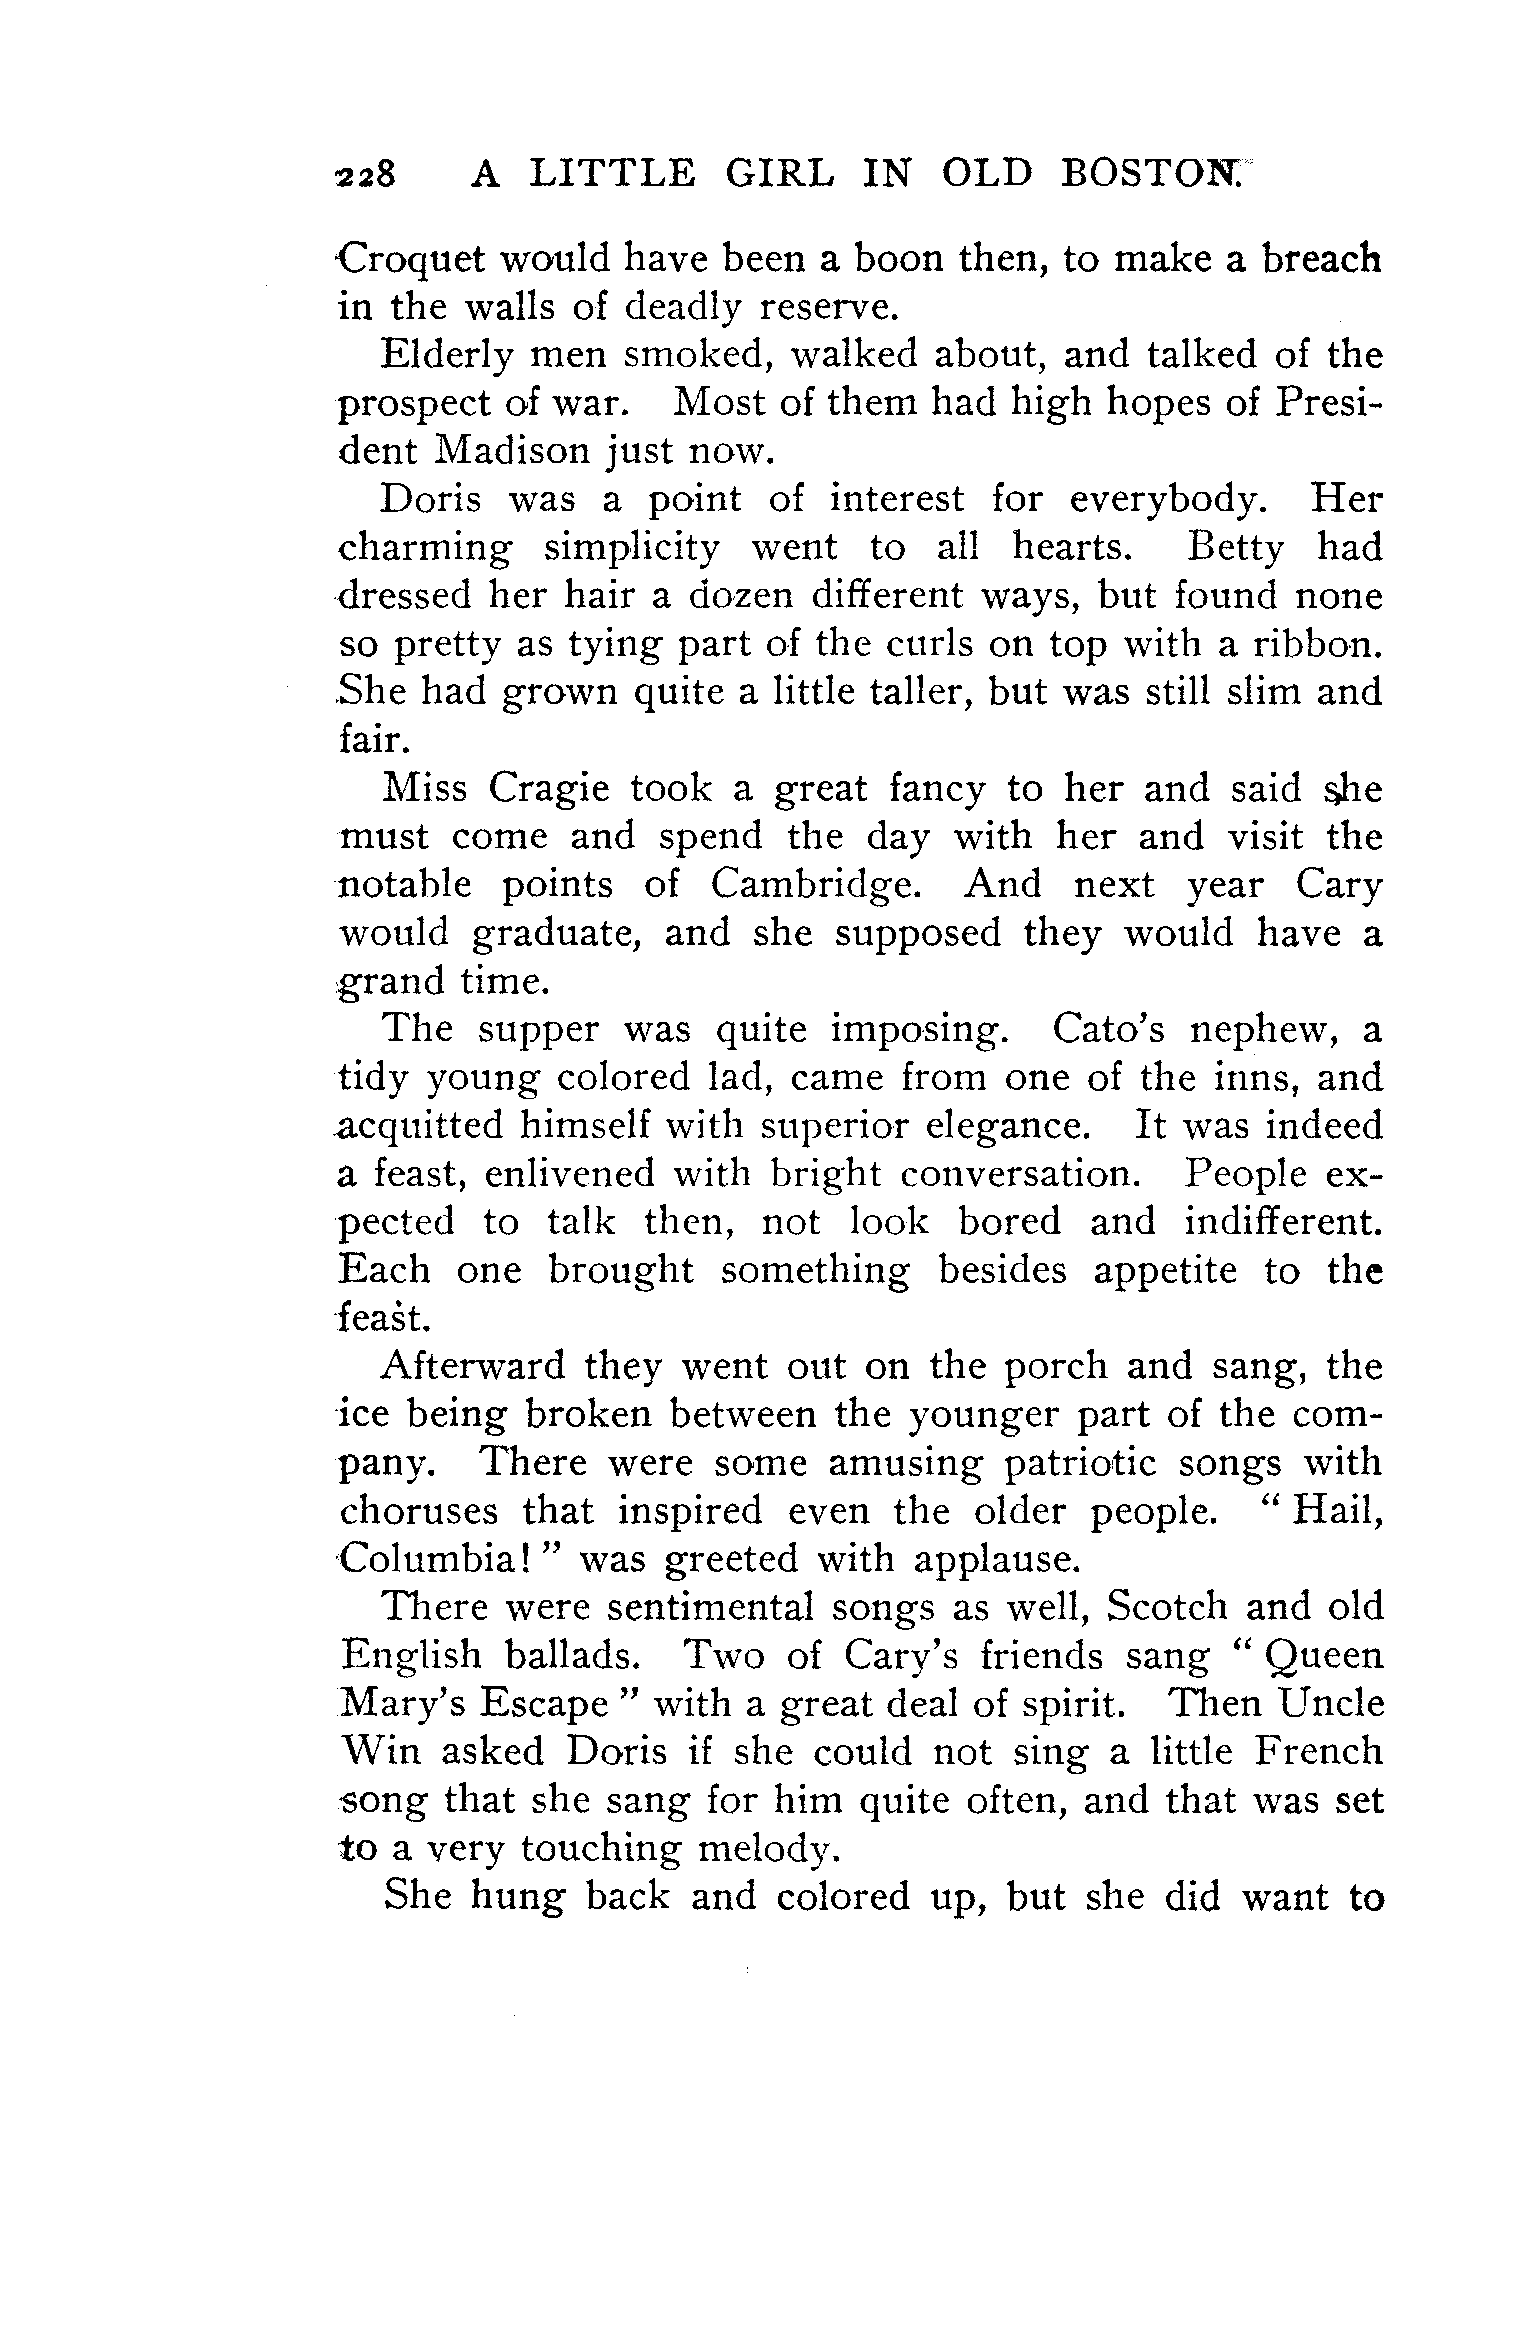 228 A LITTLE GIRL IN OLD BOSTON.
Croquet would have been a boon then, to make a breach
in the walls of deadly reserve.
Elderly men smoked, walked about, and talked of the
prospect of war. Most of them had high hopes of Presi-
dent Madison just now.
Doris was a point of interest for everybody. Her
charming simplicity went to all hearts. Betty had
dressed her hair a dozen different ways, but found none
so pretty as tying part of the curls on top with a ribbon.
She had grown quite a little taller, but was still slim and
fair.
Miss Cragie took a great fancy to her and said she
must come and spend the day with her and visit the
notable points of Cambridge. And next year Cary
would graduate, and she supposed they would have a
grand time.
The supper was quite imposing. Cato's nephew, a
tidy young colored lad, came from one of the inns, and
acquitted himself with superior elegance. It was indeed
a feast, enlivened with bright conversation. People ex-
pected to talk then, not look bored and indifferent.
Each one brought something besides appetite to the
feast.
Afterward they went out on the porch and sang, the
ice being broken between the younger part of the com-
pany. There were some amusing patriotic songs with
choruses that inspired even the older people. “ Hail,
Columbia! ” was greeted with applause.
There were sentimental songs as well, Scotch and old
English ballads. Two of Cary's friends sang “ Queen
Mary's Escape ” with a great deal of spirit. Then Uncle
Win asked Doris if she could not sing a little French
song that she sang for him quite often, and that was set
to a very touching melody.
She hung back and colored up, but she did want to